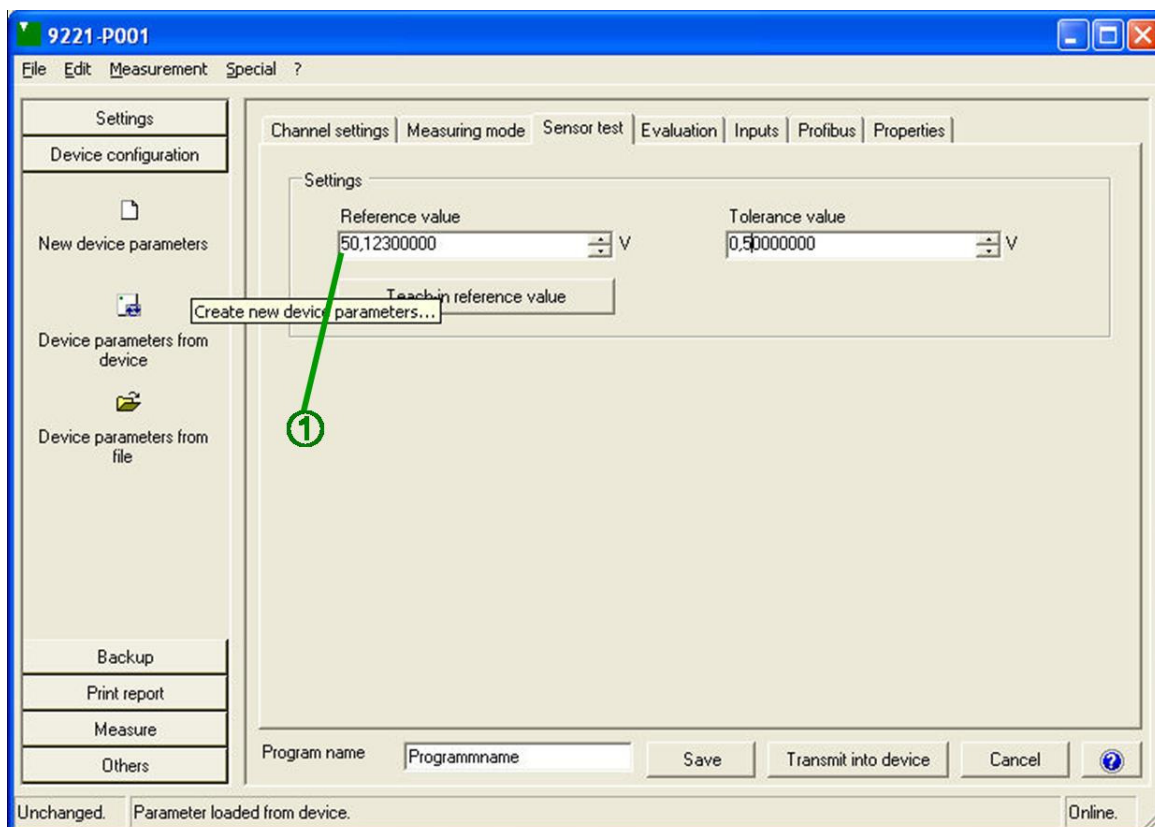 9221-P001
File Edit Measurement Special ?
Settings
Device configuration
New device parameters
Device parameters from
device
Device parameters from
file
Backup
Print report
Measure
Others
Channel settings Measuring mode Sensor test Evaluation Inputs Profibus Properties
Settings
Reference value
50,12300000 V
Tolerance value
0,50000000 V
Teach-in reference value
Create new device parameters...
1
Program name Programmname Save Transmit into device Cancel ?
Unchanged. Parameter loaded from device. Online.